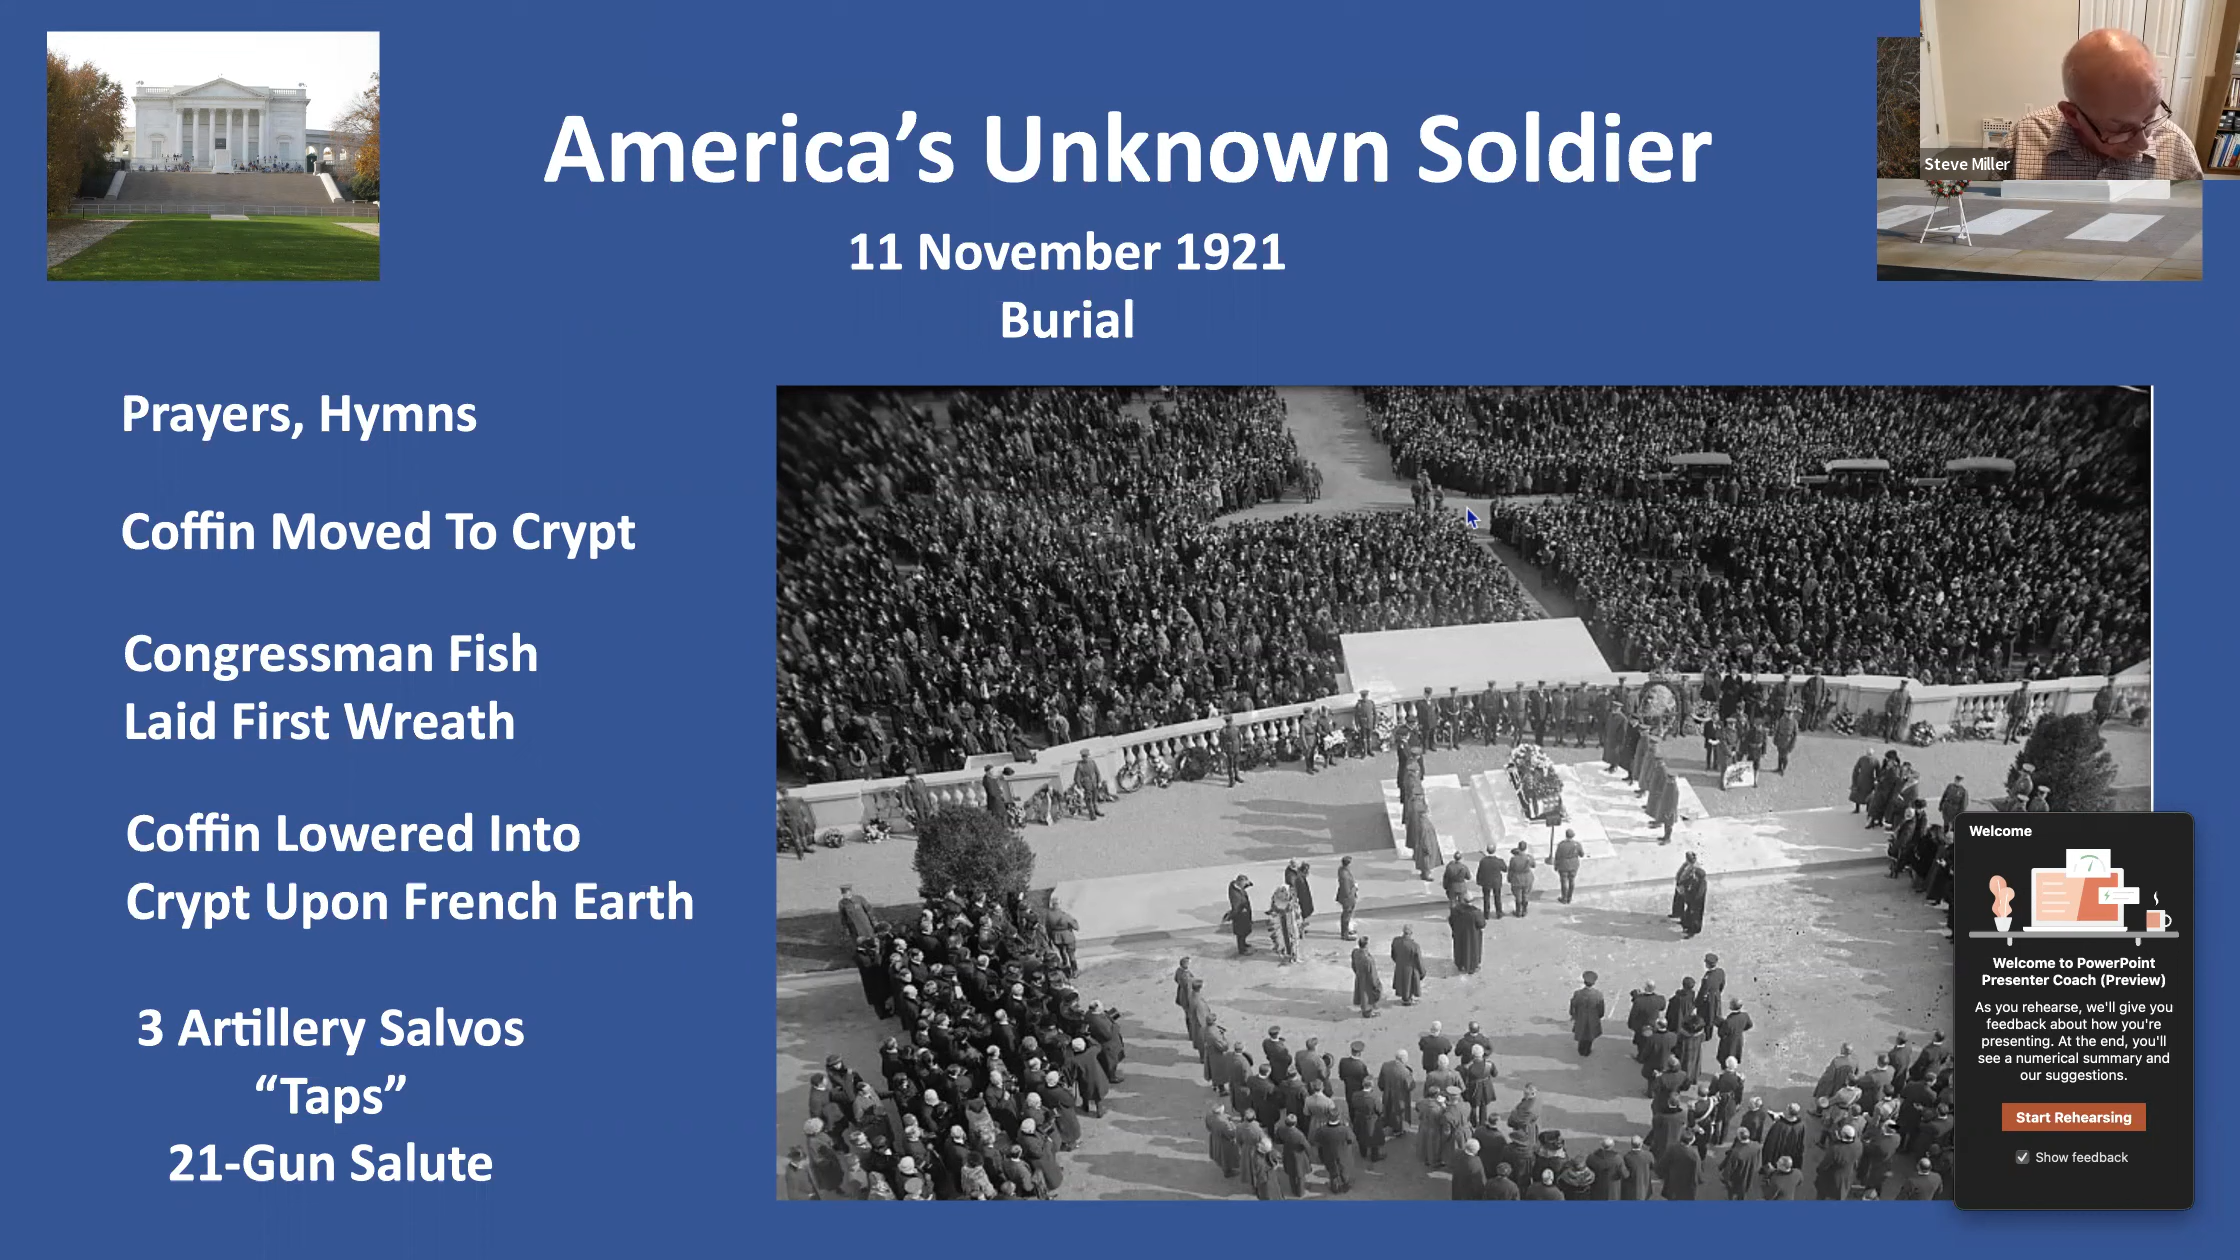 America’s Unknown Soldier
11 November 1921
Burial
Steve Miller
Prayers, Hymns
Coffin Moved To Crypt
Congressman Fish
Laid First Wreath
Coffin Lowered Into
Crypt Upon French Earth
3 Artillery Salvos
“Taps”
21-Gun Salute
Welcome
Welcome to PowerPoint
Presenter Coach (Preview)
As you rehearse, we'll give you
feedback about how you're
presenting. At the end, you'll
see a numerical summary and
our suggestions.
Start Rehearsing
Show feedback